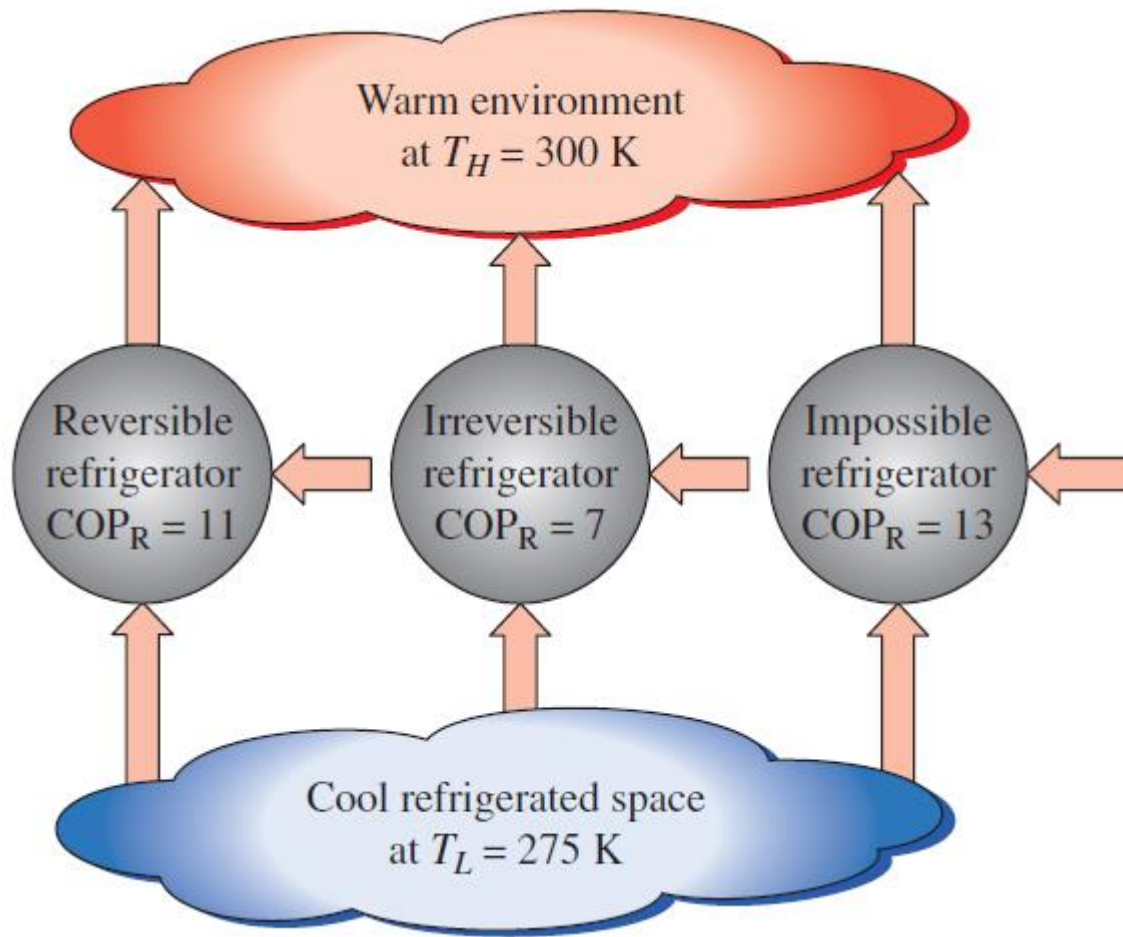 Warm environment
at T_H = 300 K
Reversible
refrigerator
COP_R = 11
Irreversible
refrigerator
COP_R = 7
Impossible
refrigerator
COP_R = 13
Cool refrigerated space
at T_L = 275 K